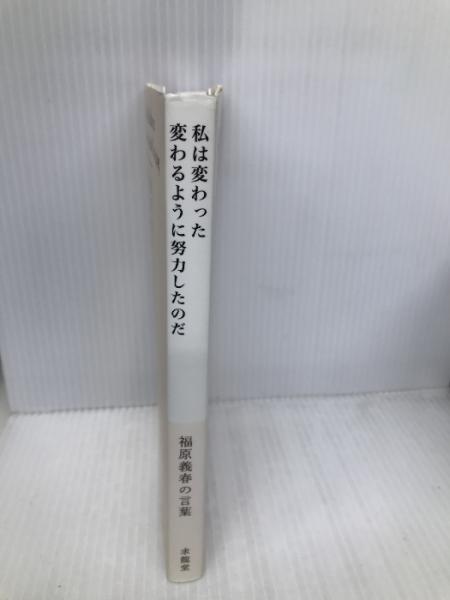 私は変わった
変わるように努力したのだ
福原義春の言葉
求龍堂